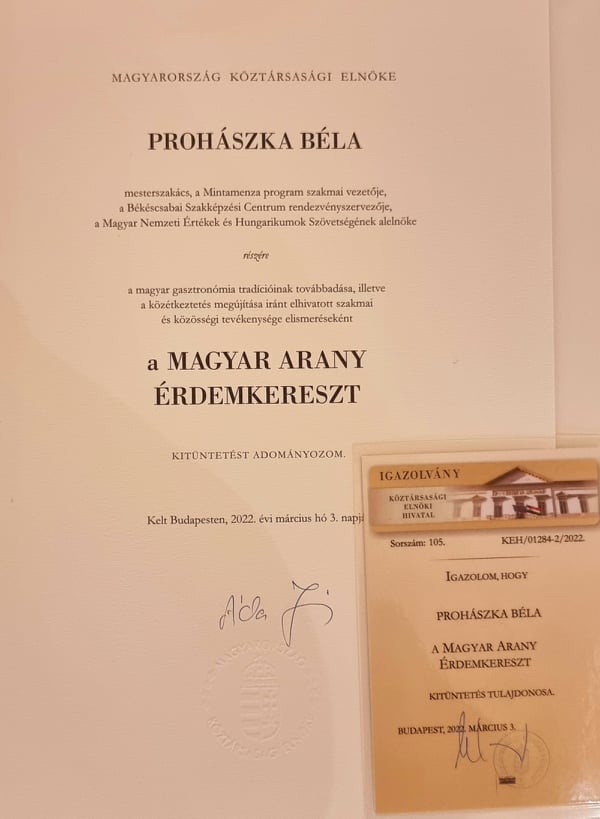 MAGYARORSZÁG KÖZTÁRSASÁGI ELNÖKE
PROHÁSZKA BÉLA
mesterszakács, a Mintamenza program szakmai vezetője,
a Békéscsabai Szakképzési Centrum rendezvényszervezője,
a Magyar Nemzeti Értékek és Hungarikumok Szövetségének alelnöke
részére
a magyar gasztronómia tradícióinak továbbadása, illetve
a közétkeztetés megújítása iránt elhivatott szakmai
és közösségi tevékenysége elismeréseként
a MAGYAR ARANY
ÉRDEMKERESZT
KITÜNTETÉST ADOMÁNYOZOM.
Kelt Budapesten, 2022. évi március hó 3. napj
MAGYARORSZÁG
KÖZTÁRSASÁGI ELNÖKE
IGAZOLVÁNY
KÖZTÁRSASÁGI
ELNÖKI
HIVATAL
Sorszám: 105.
KEH/01284-2/2022.
IGAZOLOM, HOGY
PROHÁSZKA BÉLA
A MAGYAR ARANY
ÉRDEMKERESZT
KITÜNTETÉS TULAJDONOSA.
BUDAPEST, 2022. MÁRCIUS 3.